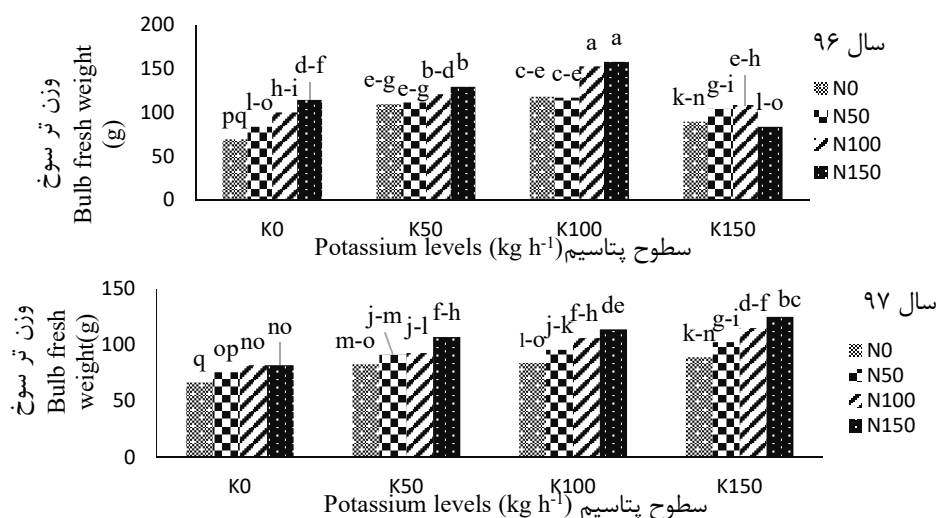 200
150
100
50
0
وزن تر سوخ
Bulb fresh weight
(g)
pq l-o h-i d-f
e-g e-g b-d b
c-e c-e a a
k-n g-i e-h l-o
K0 K50 K100 K150
Potassium levels (kg h-1)سطوح پتاسیم
سال ۹۶
N0
N50
N100
N150
150
100
50
0
وزن تر سوخ
Bulb fresh
weight(g)
q op no no
m-o j-m j-l f-h
l-o j-k f-h de
k-n g-i d-f bc
K0 K50 K100 K150
Potassium levels (kg h-1) سطوح پتاسیم
سال ۹۷
N0
N50
N100
N150